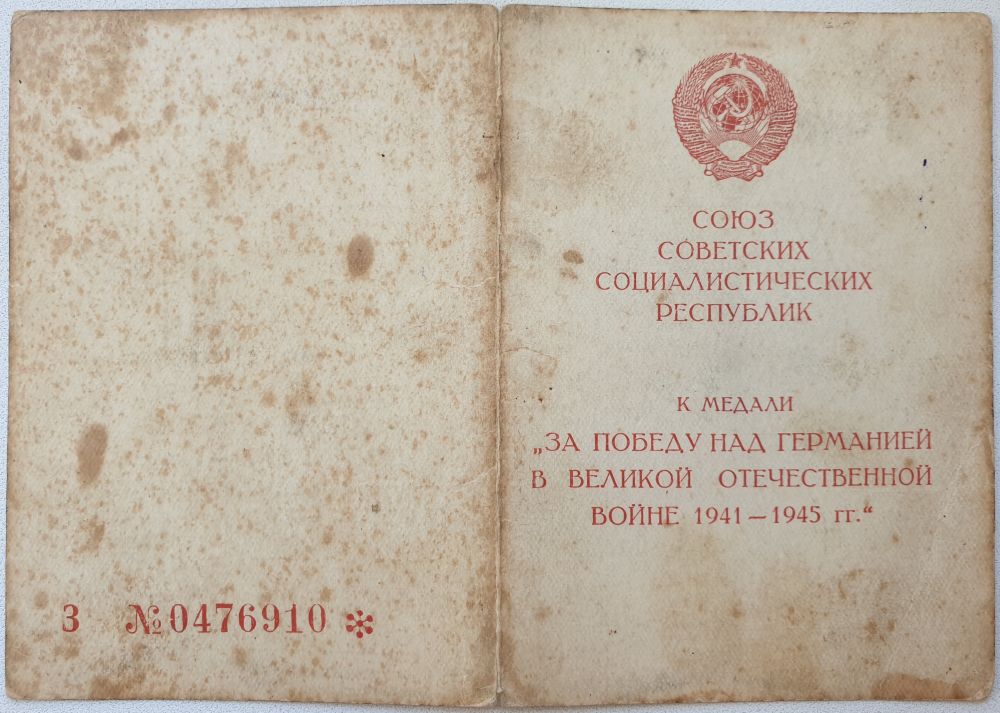 З №0476910 ✻
СОЮЗ
СОВЕТСКИХ
СОЦИАЛИСТИЧЕСКИХ
РЕСПУБЛИК
К МЕДАЛИ
„ЗА ПОБЕДУ НАД ГЕРМАНИЕЙ
В ВЕЛИКОЙ ОТЕЧЕСТВЕННОЙ
ВОЙНЕ 1941—1945 гг.“